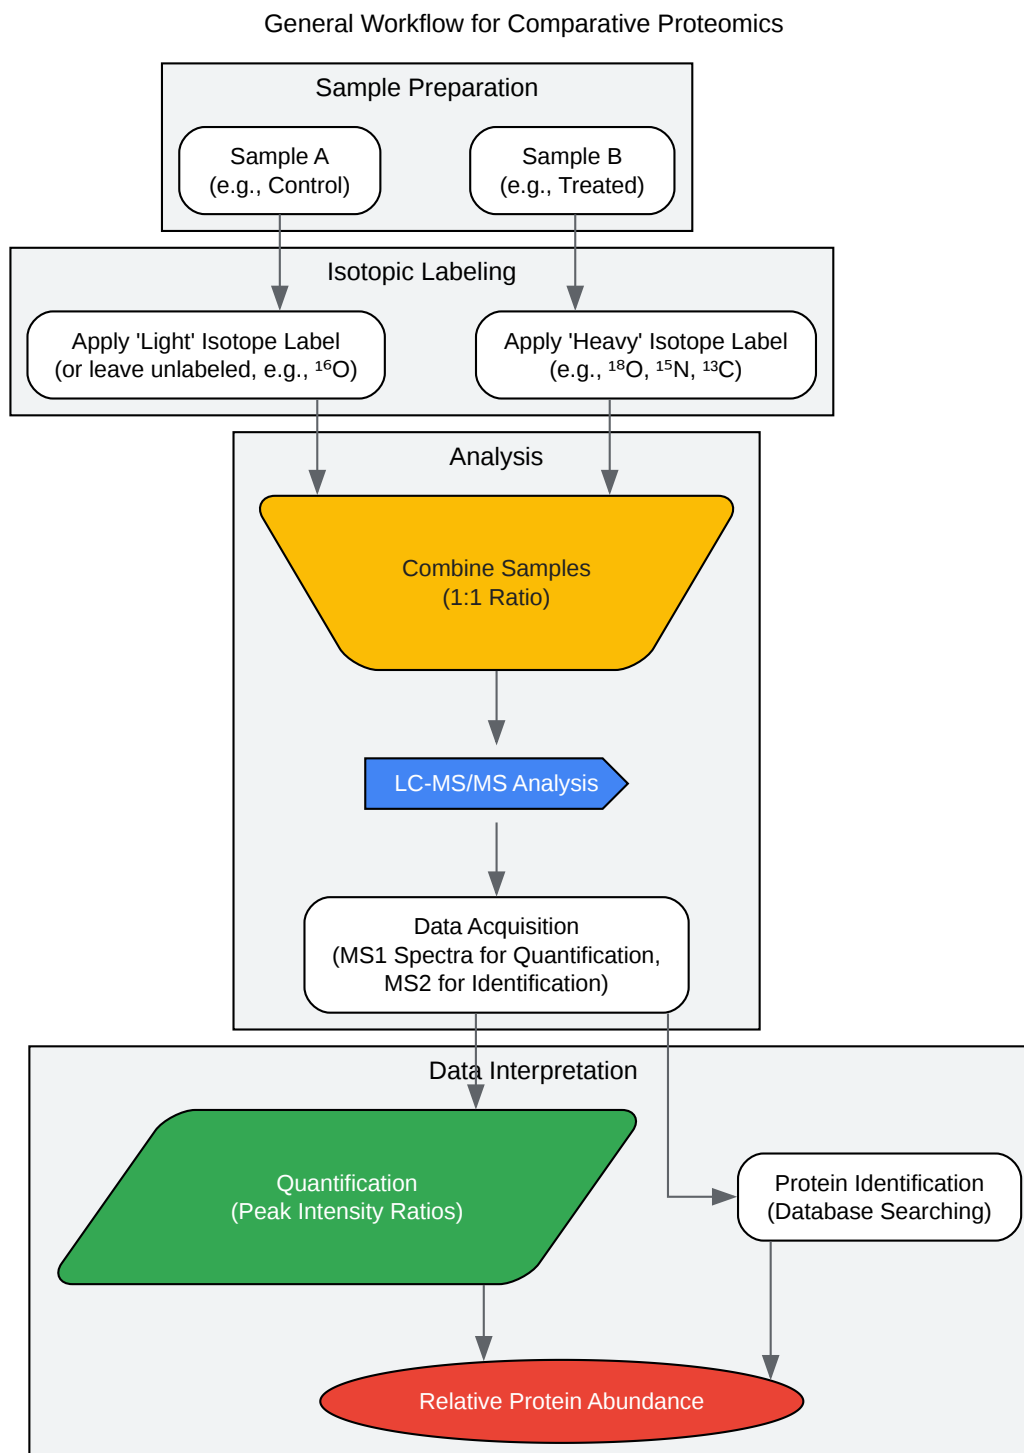 General Workflow for Comparative Proteomics
Sample Preparation
Sample A
(e.g., Control)
Sample B
(e.g., Treated)
Isotopic Labeling
Apply 'Light' Isotope Label
(or leave unlabeled, e.g., ¹⁶O)
Apply 'Heavy' Isotope Label
(e.g., ¹⁸O, ¹⁵N, ¹³C)
Analysis
Combine Samples
(1:1 Ratio)
LC-MS/MS Analysis
Data Acquisition
(MS1 Spectra for Quantification,
MS2 for Identification)
Data Interpretation
Quantification
(Peak Intensity Ratios)
Protein Identification
(Database Searching)
Relative Protein Abundance